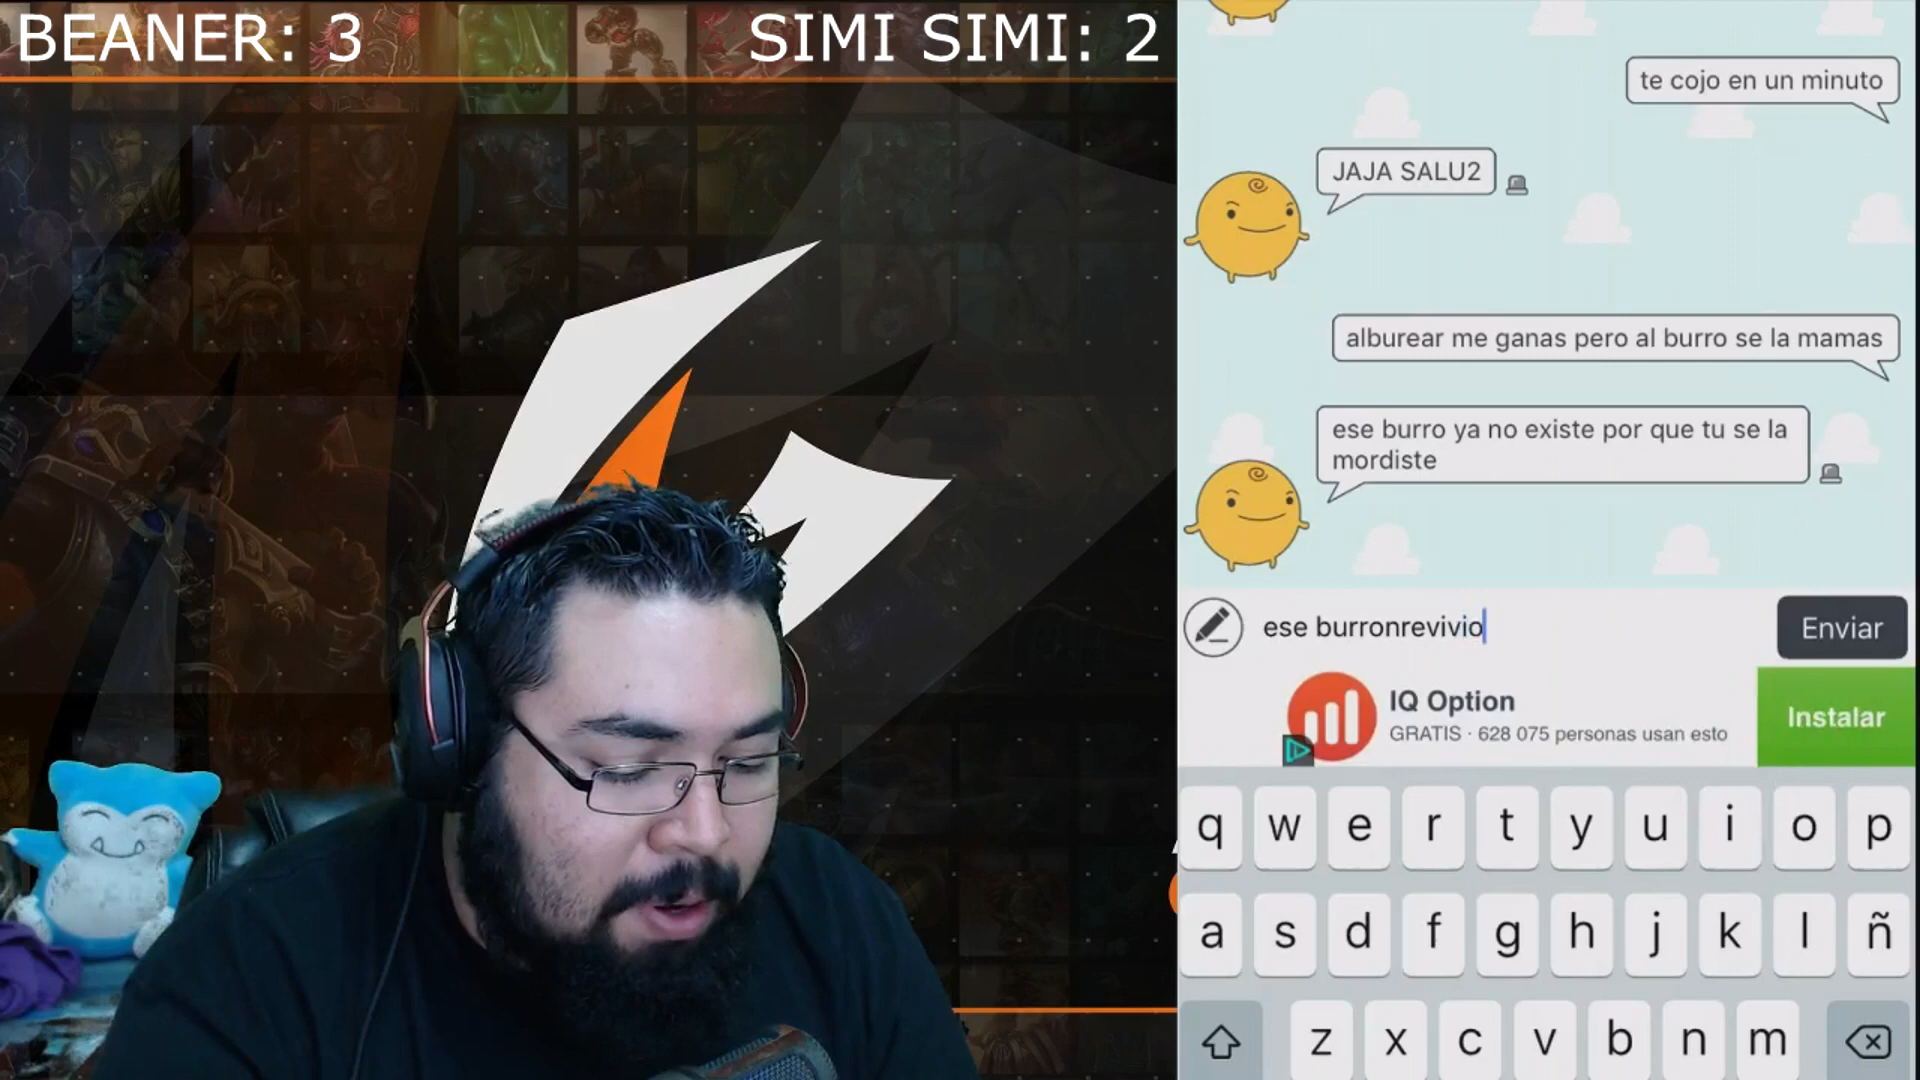 BEANER: 3
SIMI SIMI: 2
te cojo en un minuto
JAJA SALU2
alburear me ganas pero al burro se la mamas
ese burro ya no existe por que tu se la
mordiste
ese burronrevivio
Enviar
IQ Option
GRATIS · 628 075 personas usan esto
Instalar
q w e r t y u i o p
a s d f g h j k l ñ
z x c v b n m